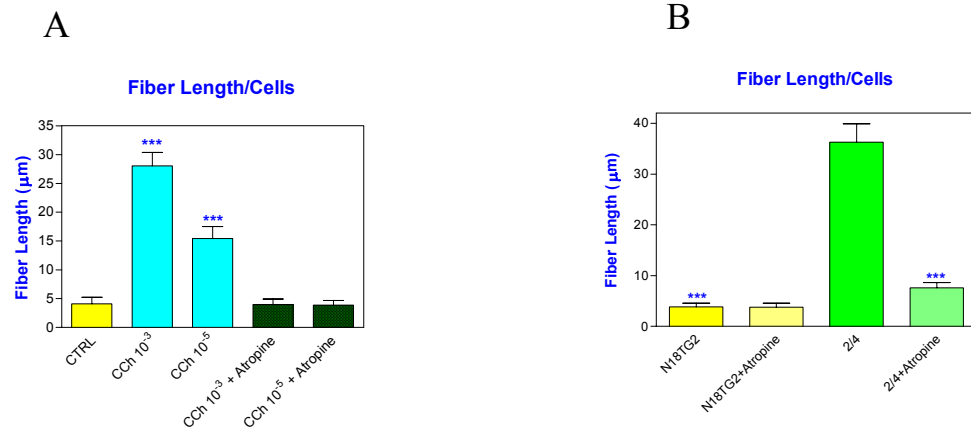 A
Fiber Length/Cells
Fiber Length (μm)
35
30
25
20
15
10
5
0
***
***
CTRL
CCh 10⁻³
CCh 10⁻⁵
CCh 10⁻³ + Atropine
CCh 10⁻⁵ + Atropine
B
Fiber Length/Cells
Fiber Length (μm)
40
30
20
10
0
***
***
N18TG2
N18TG2+Atropine
2/4
2/4+Atropine